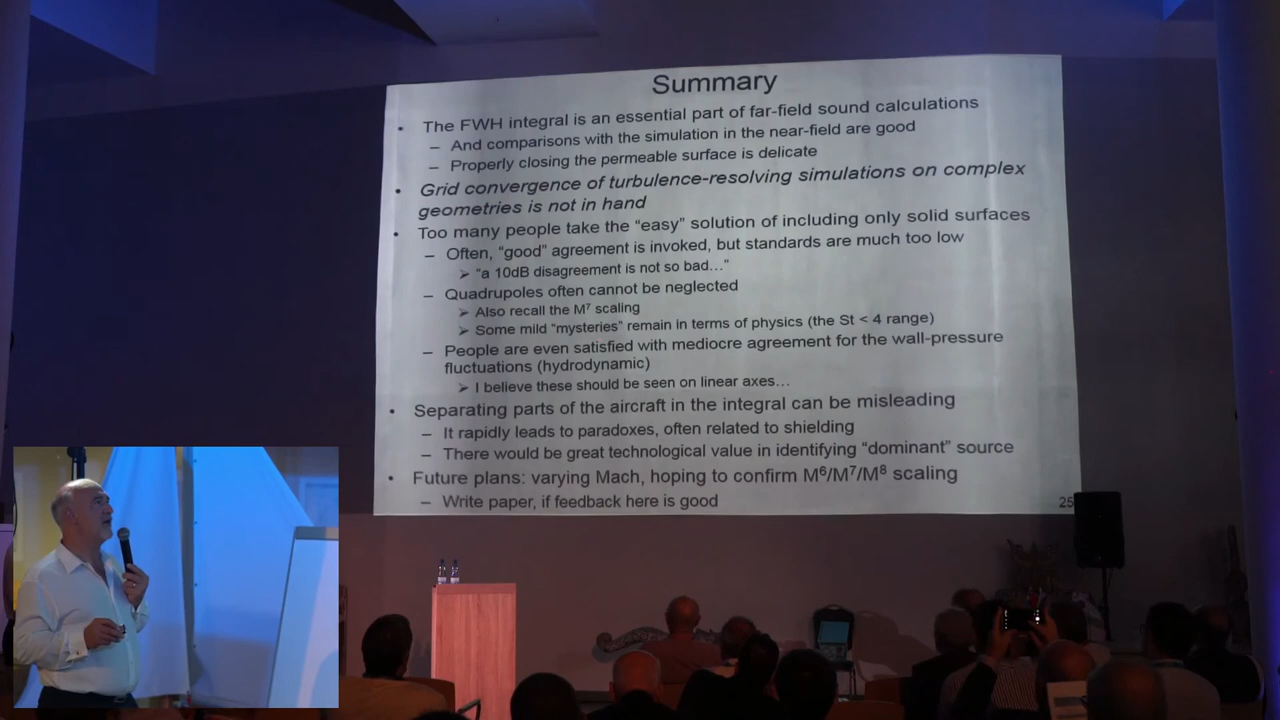 Summary
• The FWH integral is an essential part of far-field sound calculations
– And comparisons with the simulation in the near-field are good
– Properly closing the permeable surface is delicate
• Grid convergence of turbulence-resolving simulations on complex
geometries is not in hand
• Too many people take the “easy” solution of including only solid surfaces
– Often, “good” agreement is invoked, but standards are much too low
➢ “a 10dB disagreement is not so bad…”
– Quadrupoles often cannot be neglected
➢ Also recall the M⁷ scaling
➢ Some mild “mysteries” remain in terms of physics (the St < 4 range)
– People are even satisfied with mediocre agreement for the wall-pressure
fluctuations (hydrodynamic)
➢ I believe these should be seen on linear axes…
• Separating parts of the aircraft in the integral can be misleading
– It rapidly leads to paradoxes, often related to shielding
– There would be great technological value in identifying “dominant” source
• Future plans: varying Mach, hoping to confirm M⁶/M⁷/M⁸ scaling
– Write paper, if feedback here is good
25